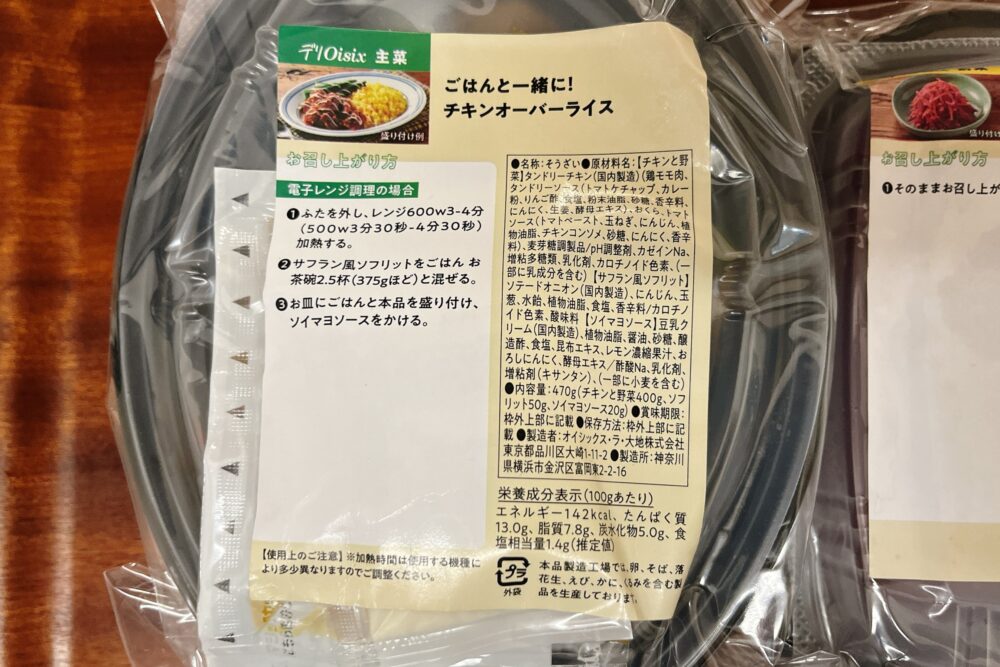 デリOisix 主菜
盛り付け例
ごはんと一緒に!
チキンオーバーライス
お召し上がり方
電子レンジ調理の場合
❶ふたを外し、レンジ600w3-4分
(500w3分30秒-4分30秒)
加熱する。
❷サフラン風ソフリットをごはん お
茶碗2.5杯(375gほど)と混ぜる。
❸お皿にごはんと本品を盛り付け、
ソイマヨソースをかける。
【使用上のご注意】※加熱時間は使用する機種に
より多少異なりますのでご調整ください。
●名称:そうざい●原材料名:【チキンと野
菜】タンドリーチキン(国内製造)(鶏モモ肉、
タンドリーソース(トマトケチャップ、カレー
粉、りんご酢、食塩、粉末油脂、砂糖、香辛料、
にんにく、生姜、酵母エキス)、おくら、トマト
ソース(トマトペースト、玉ねぎ、にんじん、植
物油脂、チキンコンソメ、砂糖、にんにく、香辛
料)、麦芽糖調製品/pH調整剤、カゼインNa、
増粘多糖類、乳化剤、カロチノイド色素、(一
部に乳成分を含む)【サフラン風ソフリット】
ソテードオニオン(国内製造)、にんじん、玉
葱、水飴、植物油脂、食塩、香辛料/カロチノ
イド色素、酸味料【ソイマヨソース】豆乳ク
リーム(国内製造)、植物油脂、醤油、砂糖、醸
造酢、食塩、昆布エキス、レモン濃縮果汁、お
ろしにんにく、酵母エキス/酢酸Na、乳化剤、
増粘剤(キサンタン)、(一部に小麦を含む)
●内容量:470g(チキンと野菜400g、ソフ
リット50g、ソイマヨソース20g) ●賞味期限:
枠外上部に記載 ●保存方法:枠外上部に記
載 ●製造者:オイシックス・ラ・大地株式会社
東京都品川区大崎1-11-2 ●製造所:神奈川
県横浜市金沢区富岡東2-2-16
栄養成分表示(100gあたり)
エネルギー142kcal、たんぱく質
13.0g、脂質7.8g、炭水化物5.0g、食
塩相当量1.4g(推定値)
プラ
外袋
本品製造工場では、卵、そば、落
花生、えび、かに、くるみを含む製
品を生産しております。
盛り付け
お召し上がり方
❶そのままお召し上が